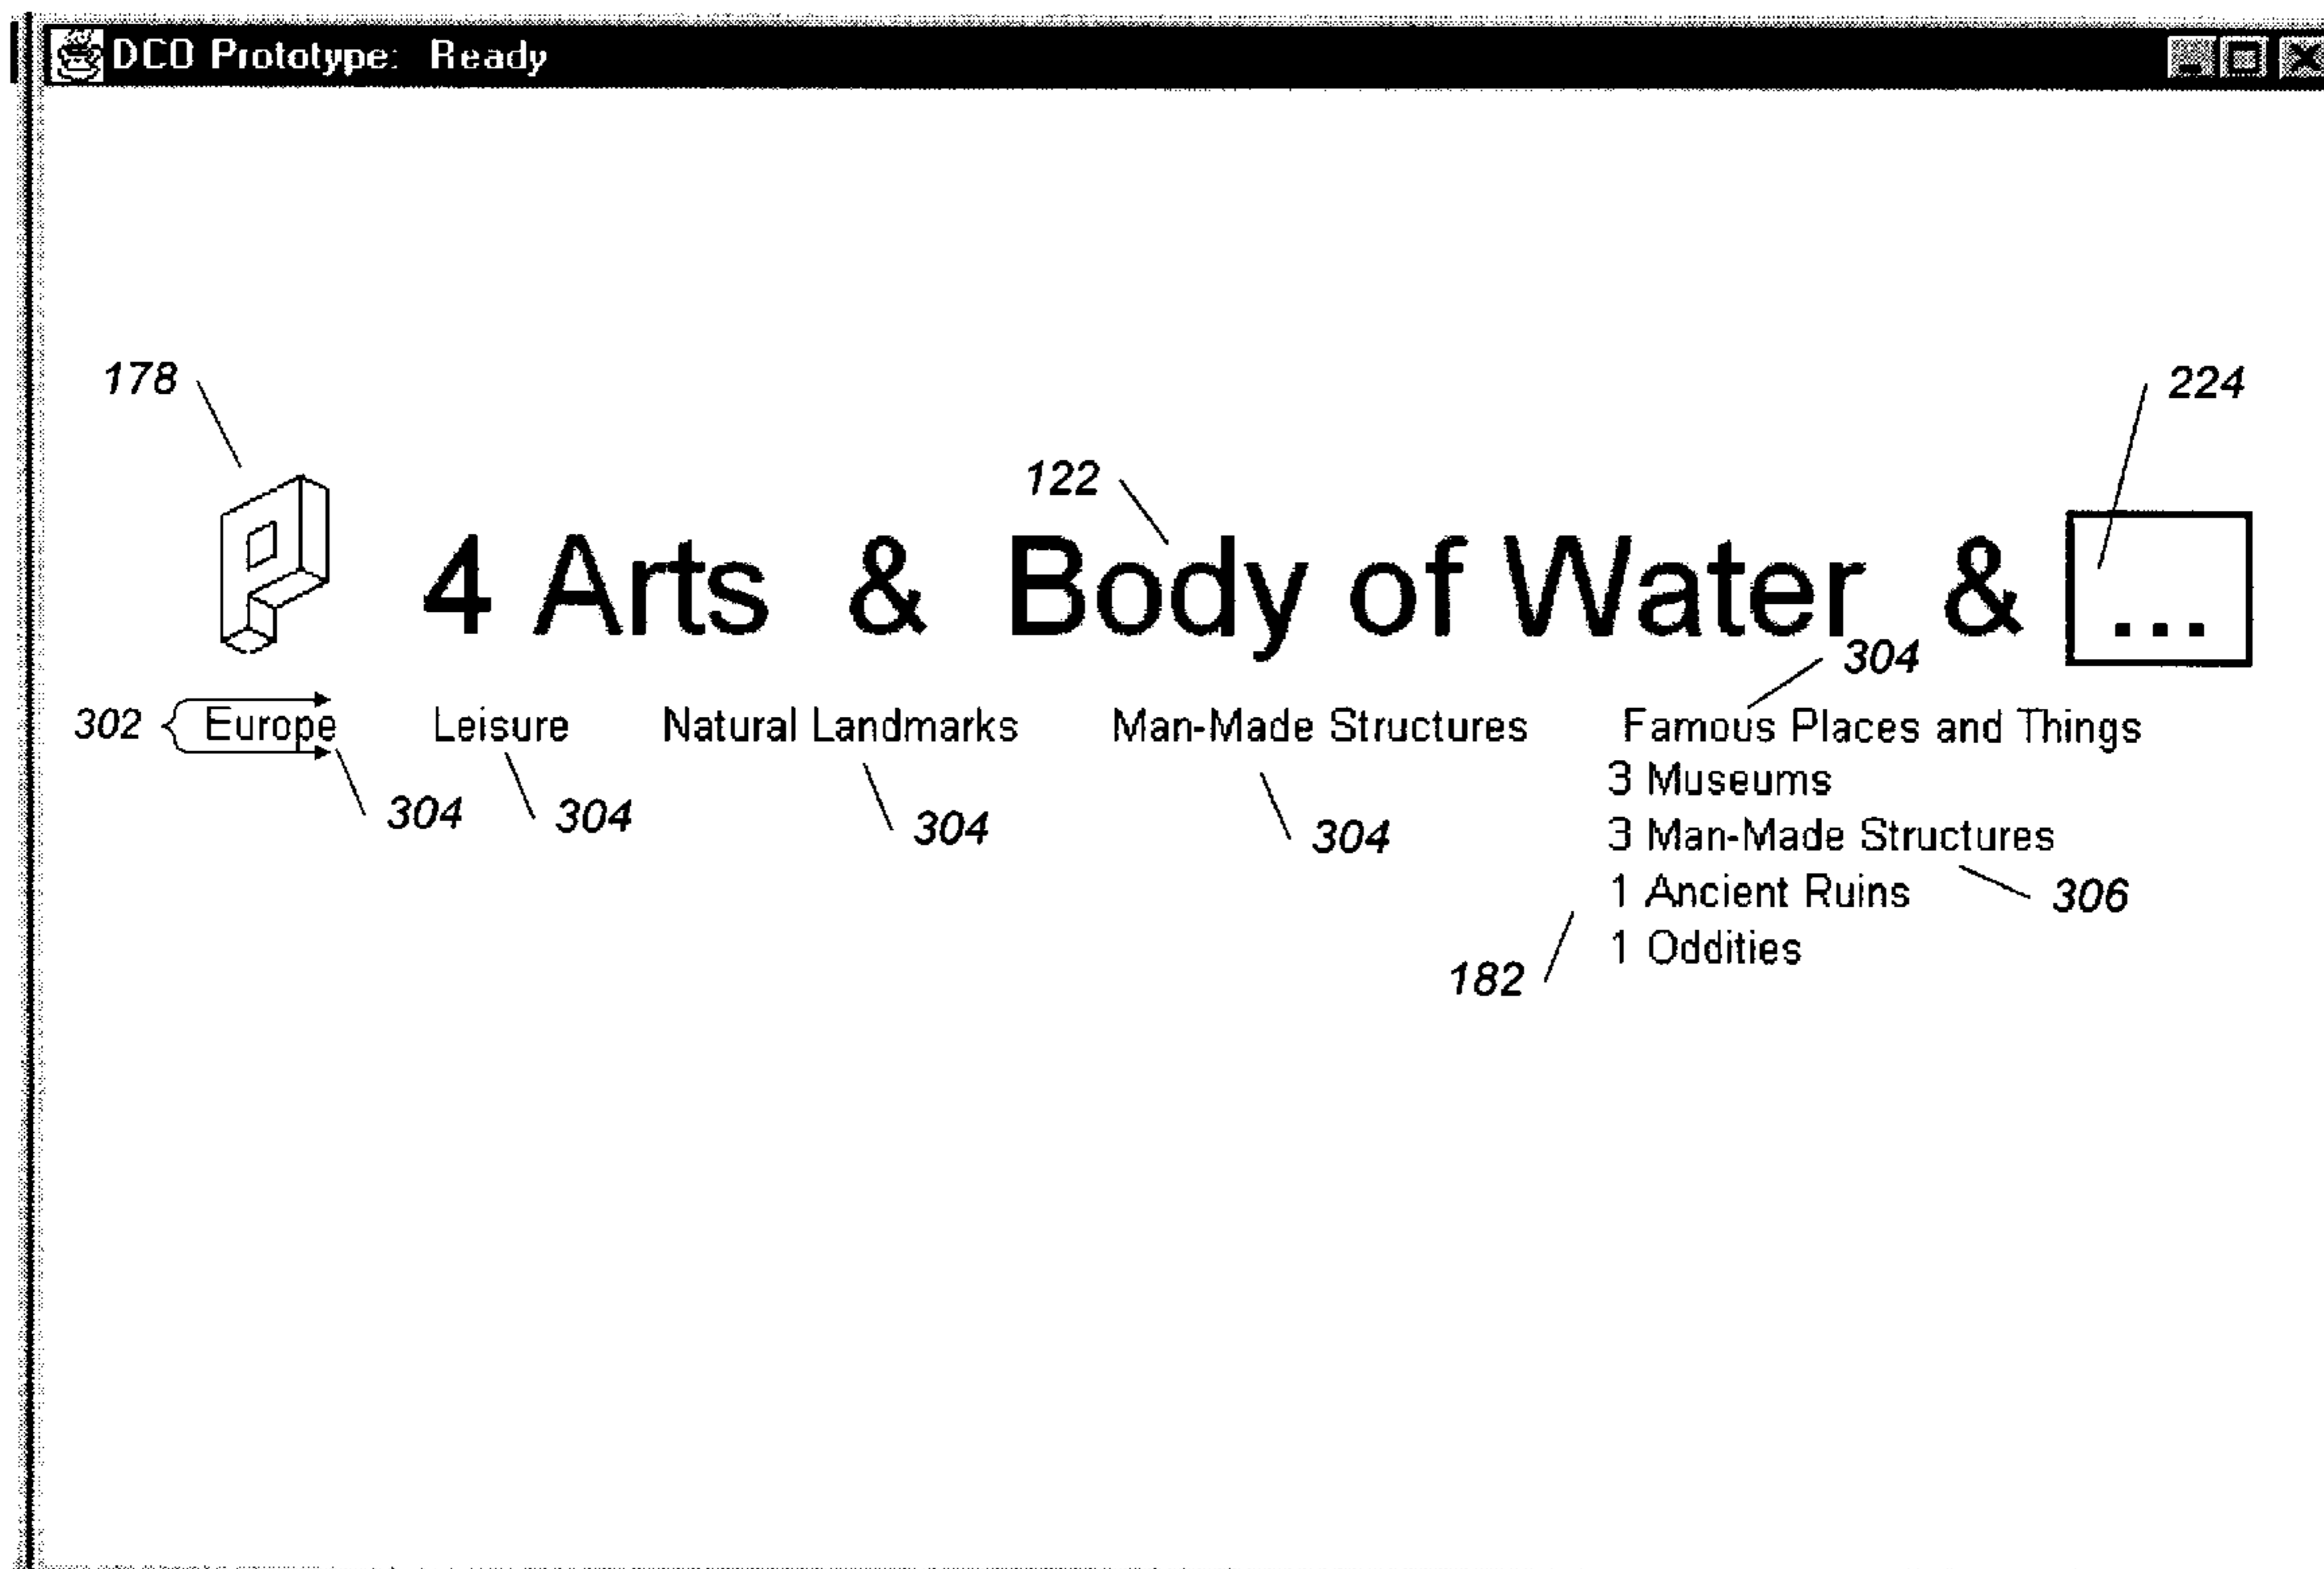 DCO Prototype: Ready
178
224
122
4 Arts & Body of Water & ...
304
302 Europe Leisure Natural Landmarks Man-Made Structures Famous Places and Things
3 Museums
304 304 304 304
3 Man-Made Structures
1 Ancient Ruins
306
1 Oddities
182